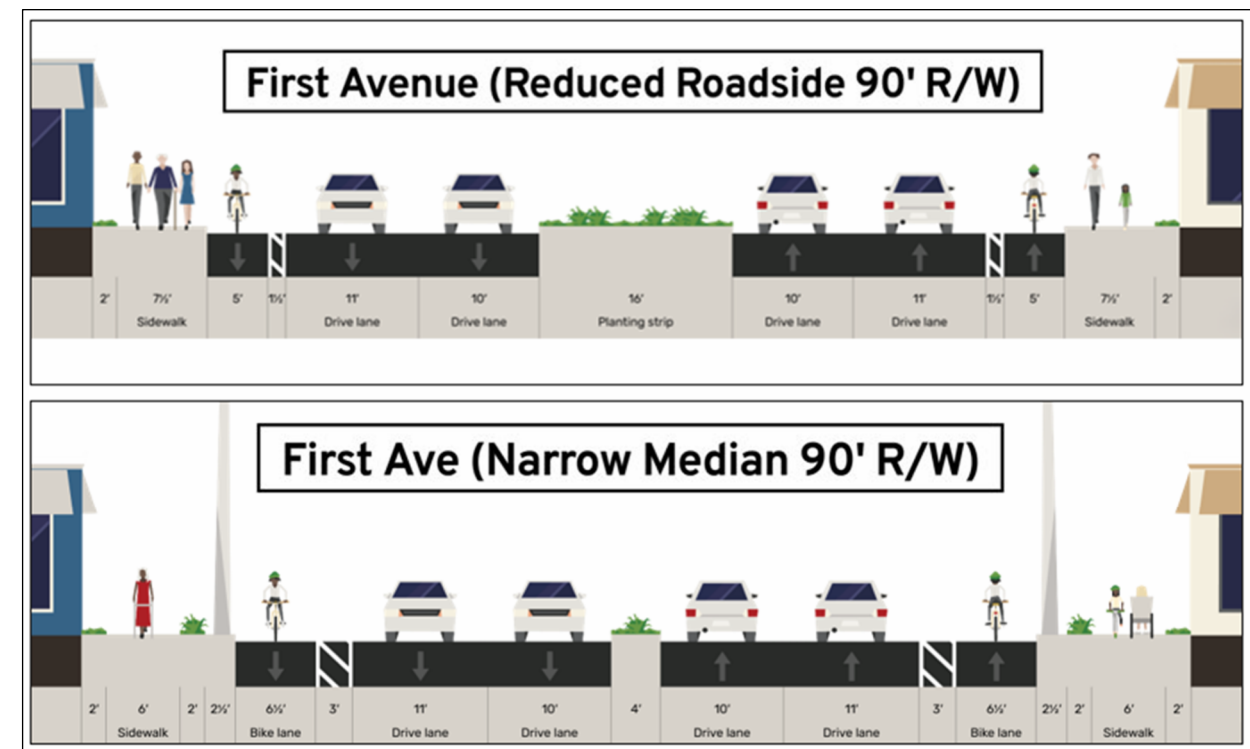 First Avenue (Reduced Roadside 90' R/W)
2' 7½' 5' 1½' 11' 10' 16' 10' 11' 1½' 5' 7½' 2'
Sidewalk Drive lane Drive lane Planting strip Drive lane Drive lane Sidewalk
First Ave (Narrow Median 90' R/W)
2' 6' 2' 2½' 6½' 3' 11' 10' 4' 10' 11' 3' 6½' 2½' 2' 6' 2'
Sidewalk Bike lane Drive lane Drive lane Drive lane Drive lane Bike lane Sidewalk